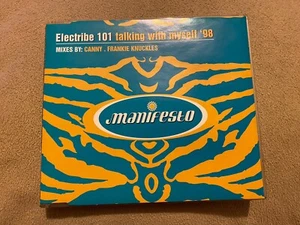 Electribe 101 talking with myself '98
MIXES BY: CANNY . FRANKIE KNUCKLES
manifesto